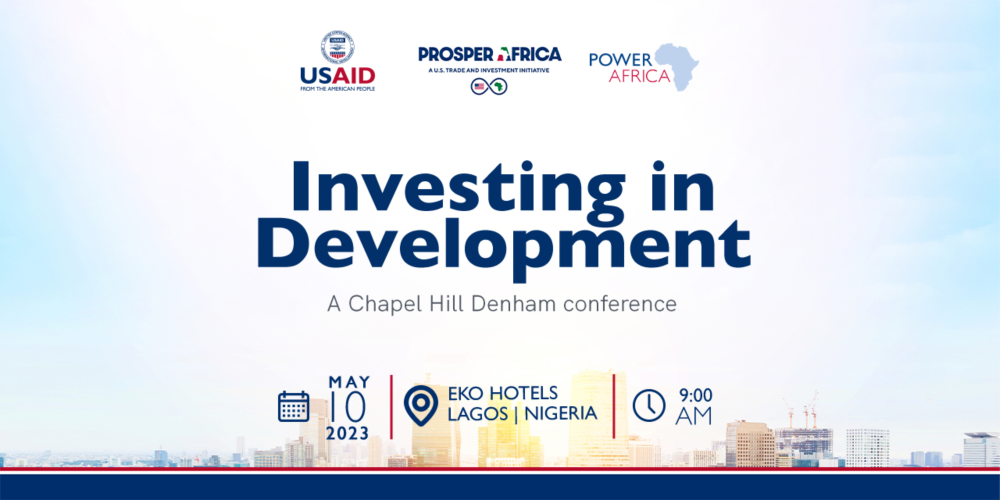 USAID
FROM THE AMERICAN PEOPLE
PROSPER AFRICA
A U.S. TRADE AND INVESTMENT INITIATIVE
POWER
AFRICA
Investing in
Development
A Chapel Hill Denham conference
MAY
10
2023
EKO HOTELS
LAGOS | NIGERIA
9:00
AM